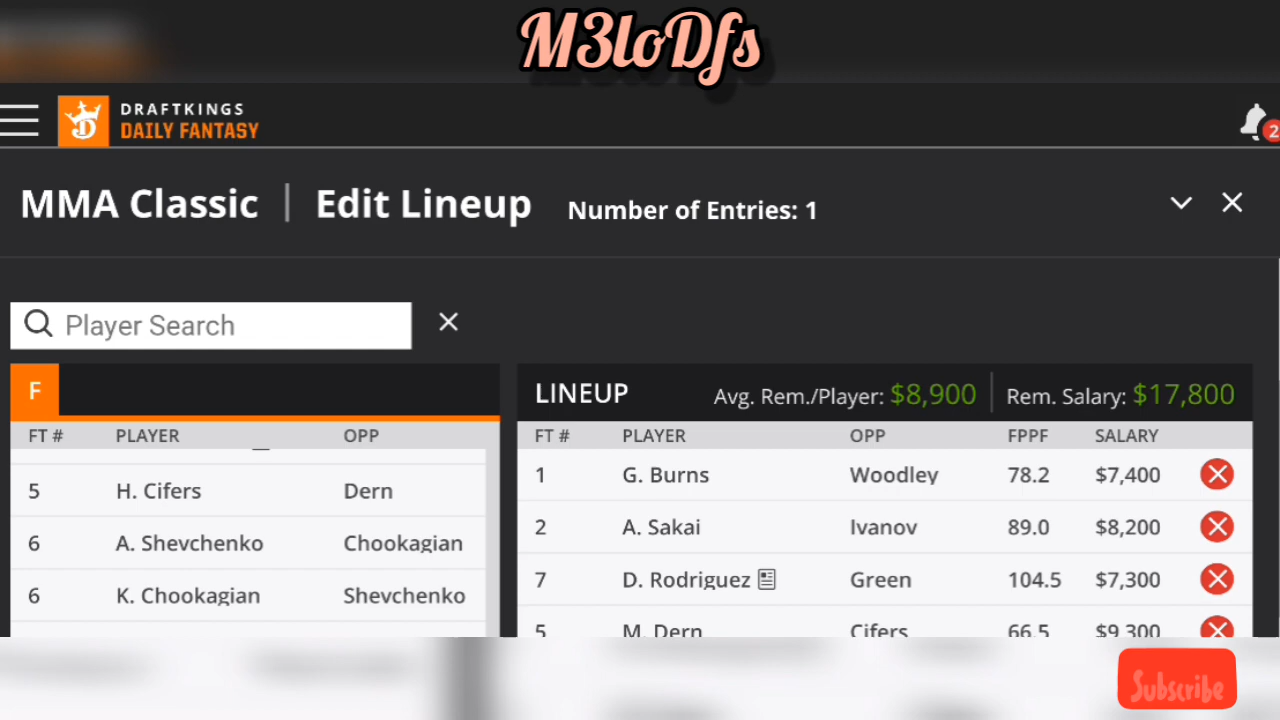 M3loDfs
DRAFTKINGS
DAILY FANTASY
2
MMA Classic | Edit Lineup Number of Entries: 1
Player Search
F
FT # PLAYER OPP
5 H. Cifers Dern
6 A. Shevchenko Chookagian
6 K. Chookagian Shevchenko
LINEUP Avg. Rem./Player: $8,900 | Rem. Salary: $17,800
FT # PLAYER OPP FPPF SALARY
1 G. Burns Woodley 78.2 $7,400
2 A. Sakai Ivanov 89.0 $8,200
7 D. Rodriguez Green 104.5 $7,300
5 M. Dern Cifers 66.5 $9,300
Subscribe